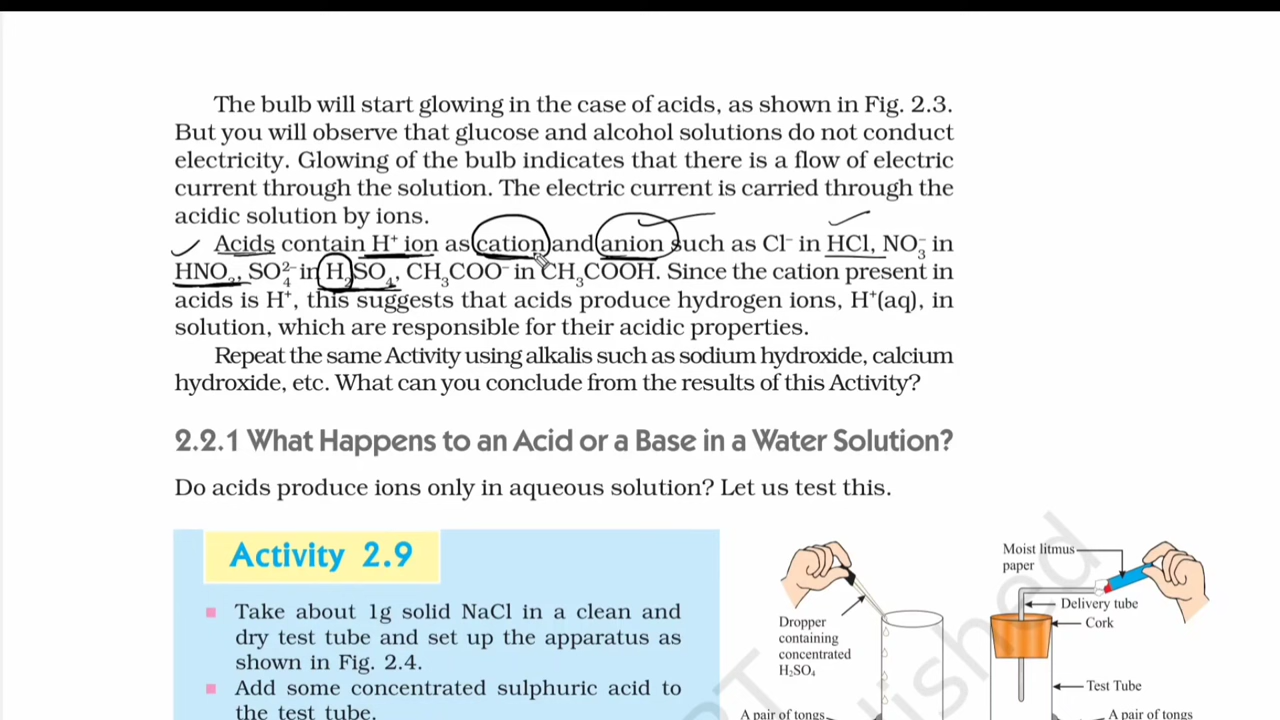 The bulb will start glowing in the case of acids, as shown in Fig. 2.3.
But you will observe that glucose and alcohol solutions do not conduct
electricity. Glowing of the bulb indicates that there is a flow of electric
current through the solution. The electric current is carried through the
acidic solution by ions.
Acids contain H⁺ ion as cation and anion such as Cl⁻ in HCl, NO₃⁻ in
HNO₃, SO₄²⁻ in H₂SO₄, CH₃COO⁻ in CH₃COOH. Since the cation present in
acids is H⁺, this suggests that acids produce hydrogen ions, H⁺(aq), in
solution, which are responsible for their acidic properties.
Repeat the same Activity using alkalis such as sodium hydroxide, calcium
hydroxide, etc. What can you conclude from the results of this Activity?
2.2.1 What Happens to an Acid or a Base in a Water Solution?
Do acids produce ions only in aqueous solution? Let us test this.
Activity 2.9
Take about 1g solid NaCl in a clean and
dry test tube and set up the apparatus as
shown in Fig. 2.4.
Add some concentrated sulphuric acid to
the test tube.
Dropper
containing
concentrated
H₂SO₄
A pair of tongs
Moist litmus
paper
Delivery tube
Cork
Test Tube
A pair of tongs